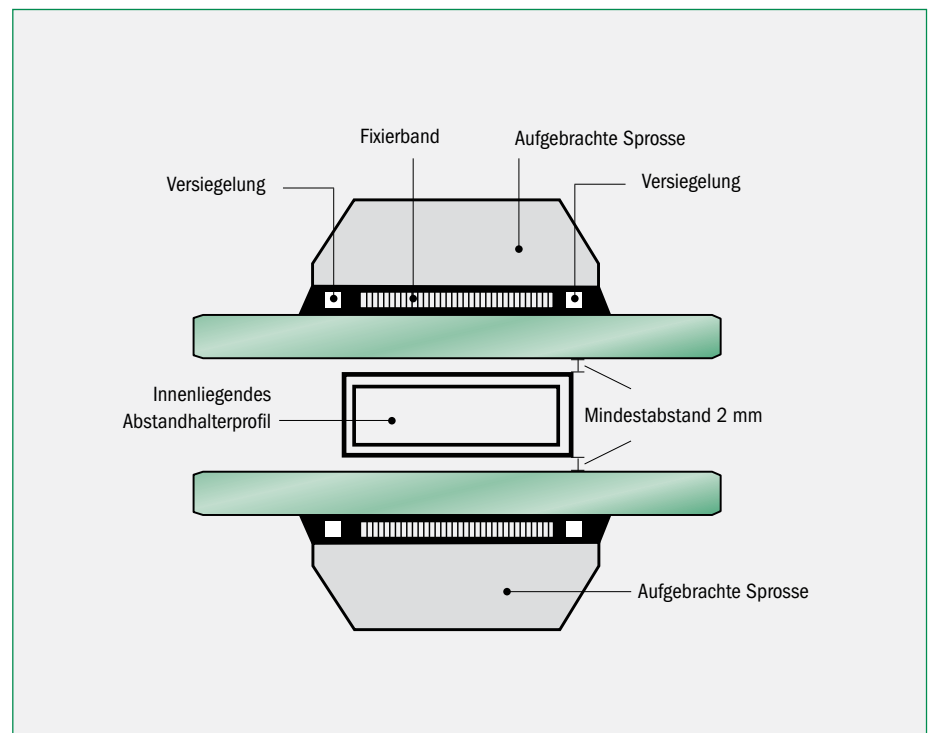 Fixierband
Aufgebrachte Sprosse
Versiegelung
Versiegelung
Innenliegendes
Abstandhalterprofil
Mindestabstand 2 mm
Aufgebrachte Sprosse